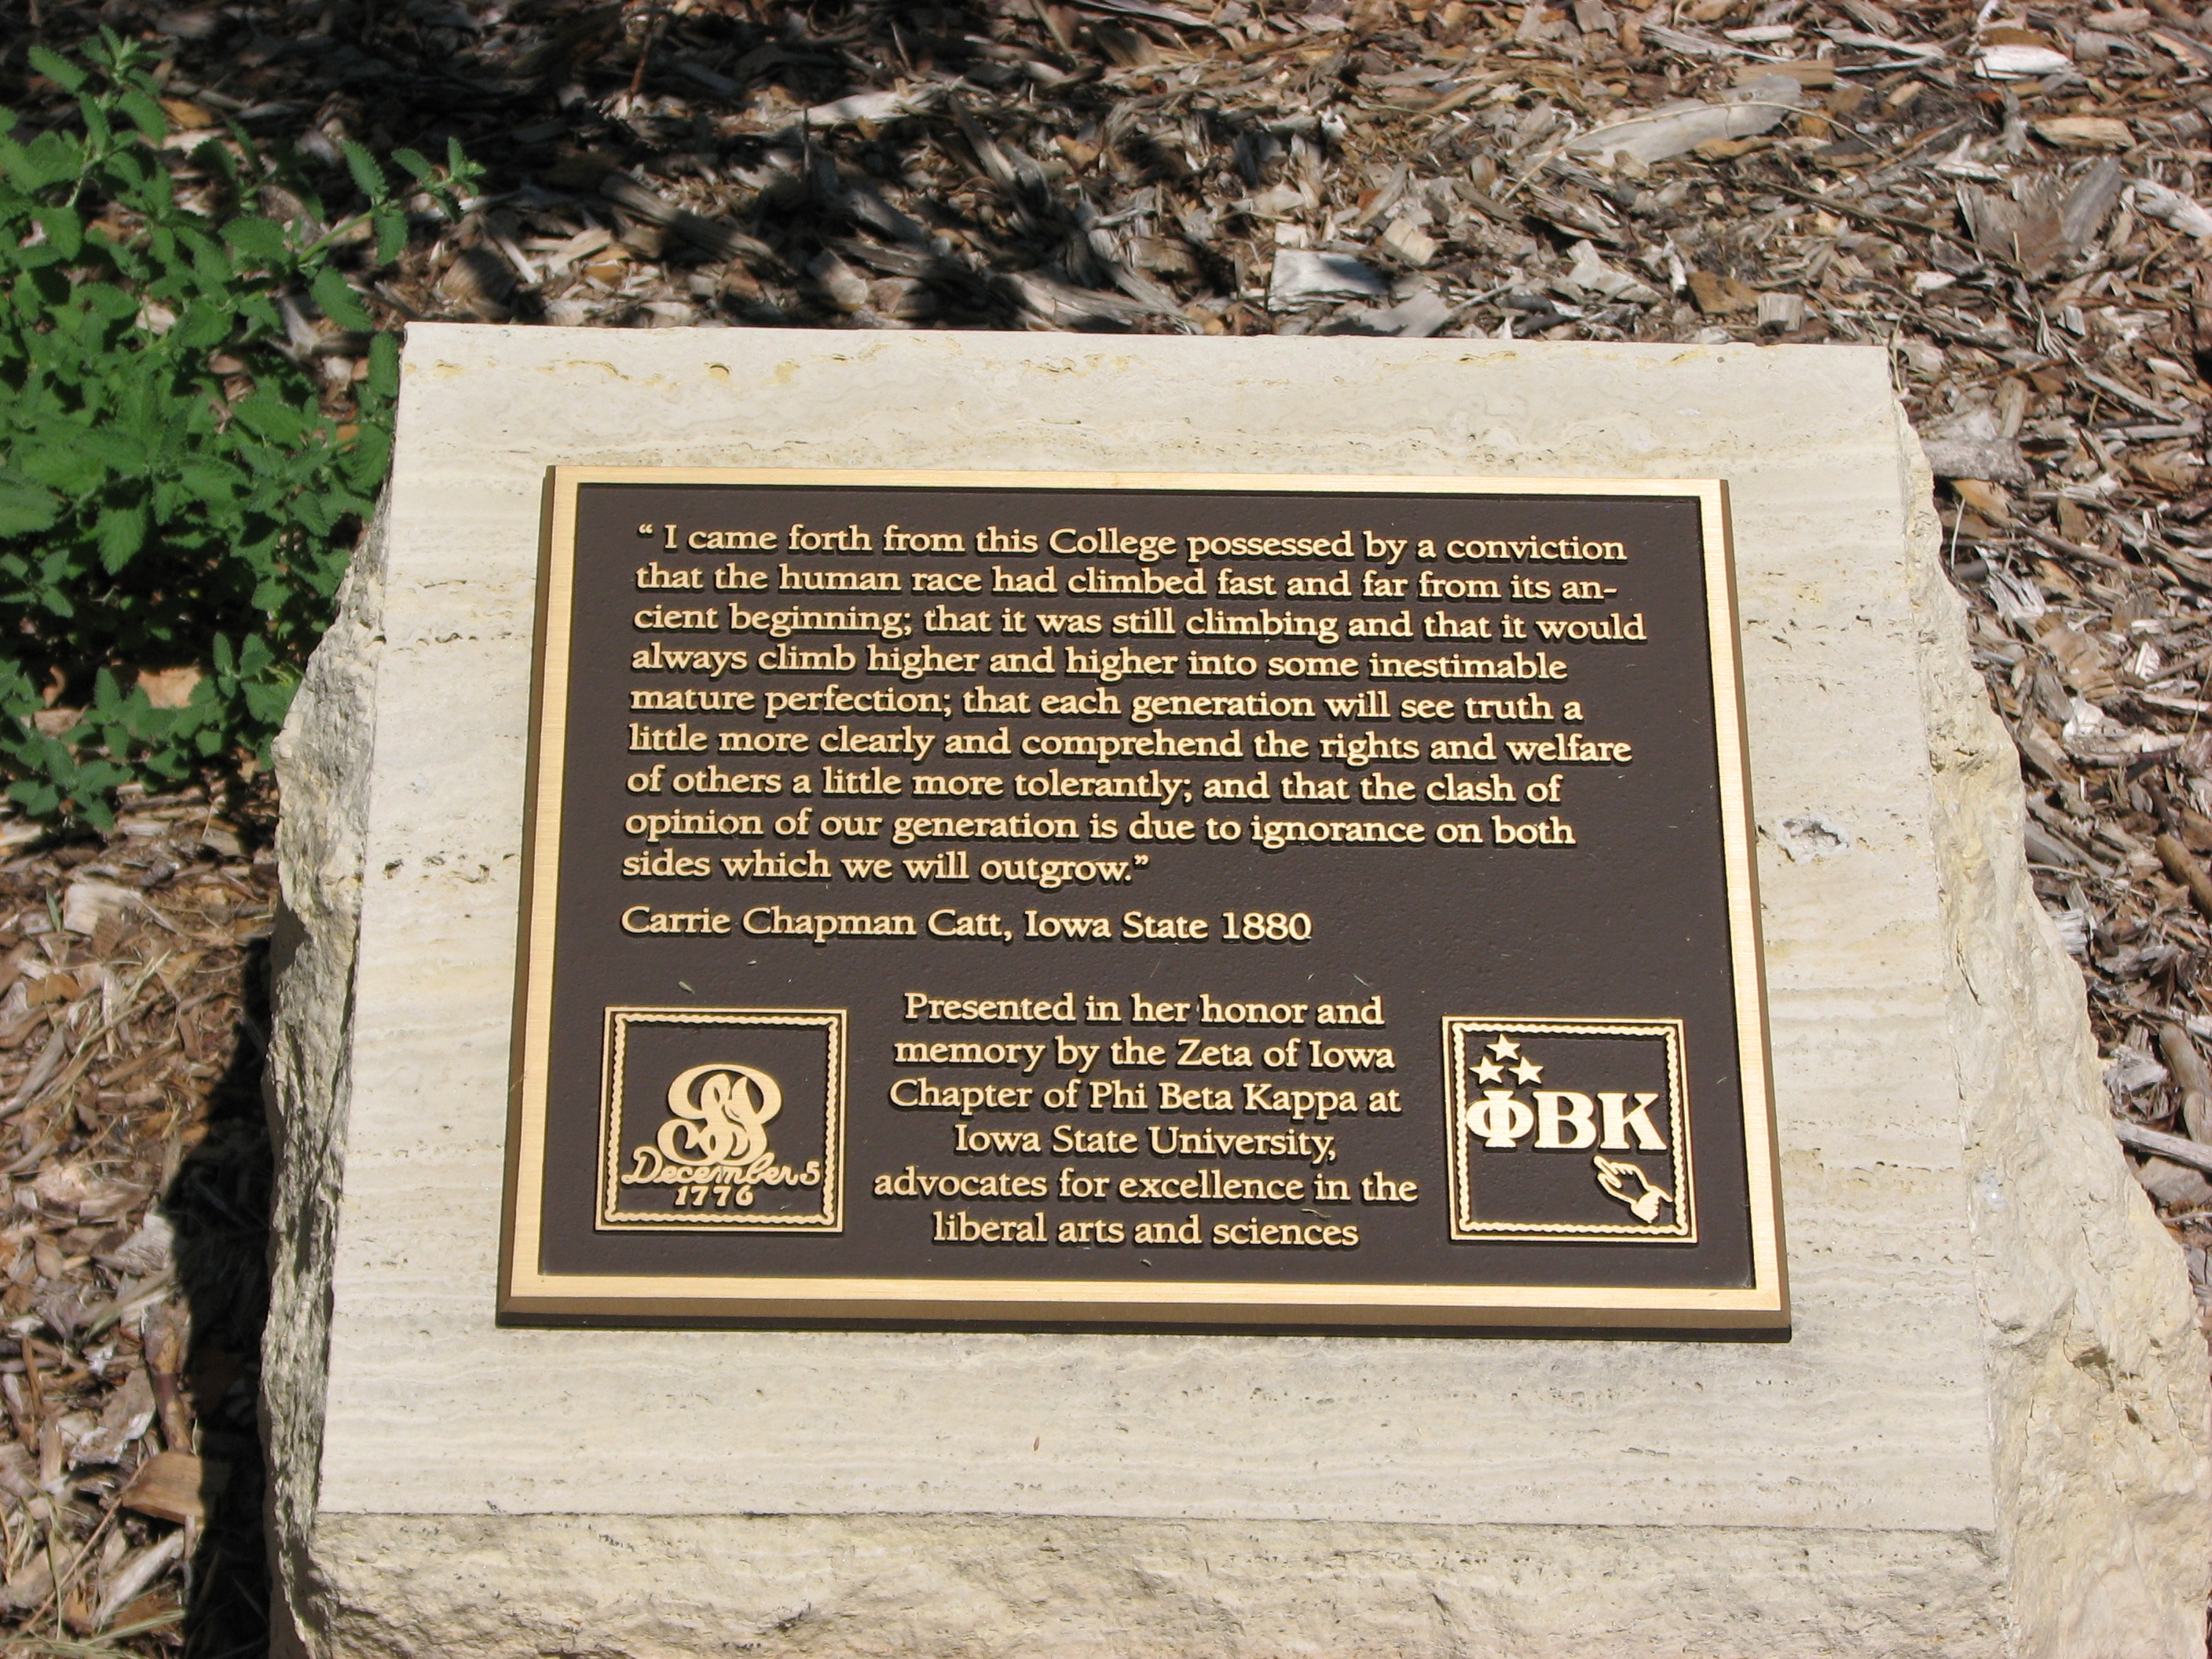 “ I came forth from this College possessed by a conviction
that the human race had climbed fast and far from its an-
cient beginning; that it was still climbing and that it would
always climb higher and higher into some inestimable
mature perfection; that each generation will see truth a
little more clearly and comprehend the rights and welfare
of others a little more tolerantly; and that the clash of
opinion of our generation is due to ignorance on both
sides which we will outgrow.”
Carrie Chapman Catt, Iowa State 1880
Presented in her honor and
memory by the Zeta of Iowa
Chapter of Phi Beta Kappa at
Iowa State University,
advocates for excellence in the
liberal arts and sciences
SP
December 5
1776
ΦΒΚ